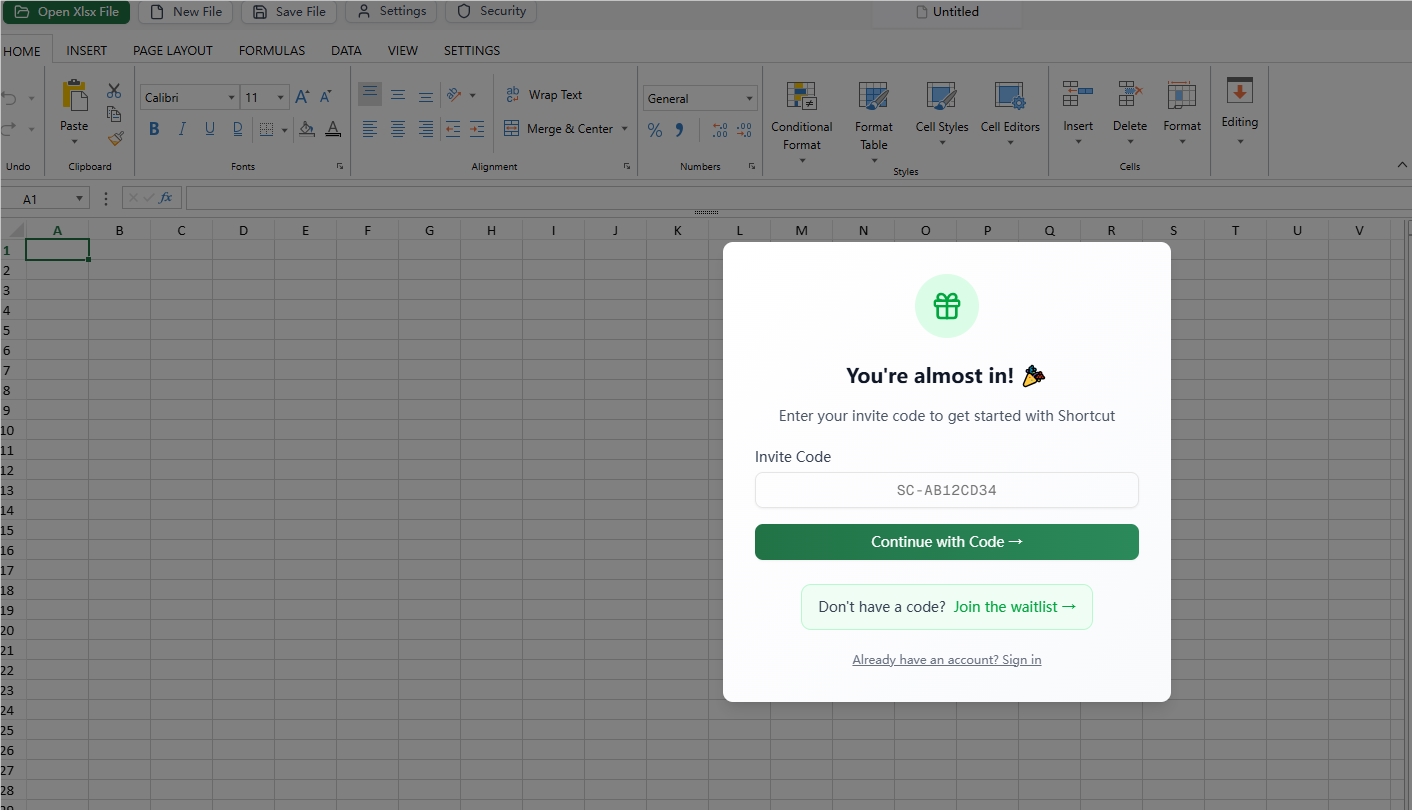 Open Xlsx File New File Save File Settings Security Untitled
HOME INSERT PAGE LAYOUT FORMULAS DATA VIEW SETTINGS
Calibri 11 Wrap Text General
Paste B I U D Merge & Center % Conditional Format Format Table Cell Styles Cell Editors Insert Delete Format Editing
Undo Clipboard Fonts Alignment Numbers Styles Cells
A1 fx
A B C D E F G H I J K L M N O P Q R S T U V
1
2
3
4
5
6
7
8
9
10
11
12
13
14
15
16
17
18
19
20
21
22
23
24
25
26
27
28
You're almost in!
Enter your invite code to get started with Shortcut
Invite Code
SC-AB12CD34
Continue with Code →
Don't have a code? Join the waitlist →
Already have an account? Sign in